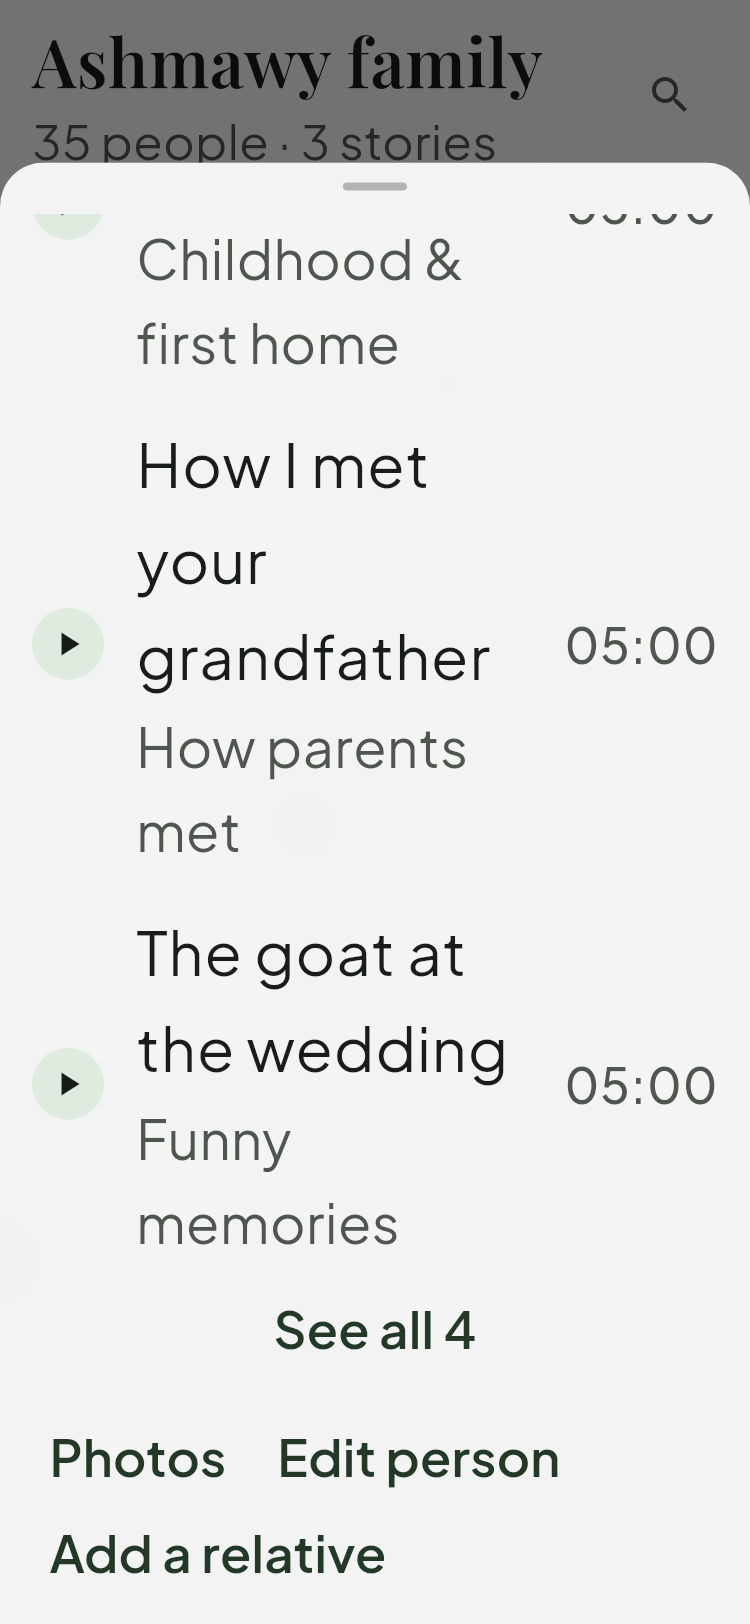 Ashmawy family
35 people · 3 stories
Childhood &
first home
How I met
your
grandfather
05:00
How parents
met
The goat at
the wedding
05:00
Funny
memories
See all 4
Photos
Edit person
Add a relative